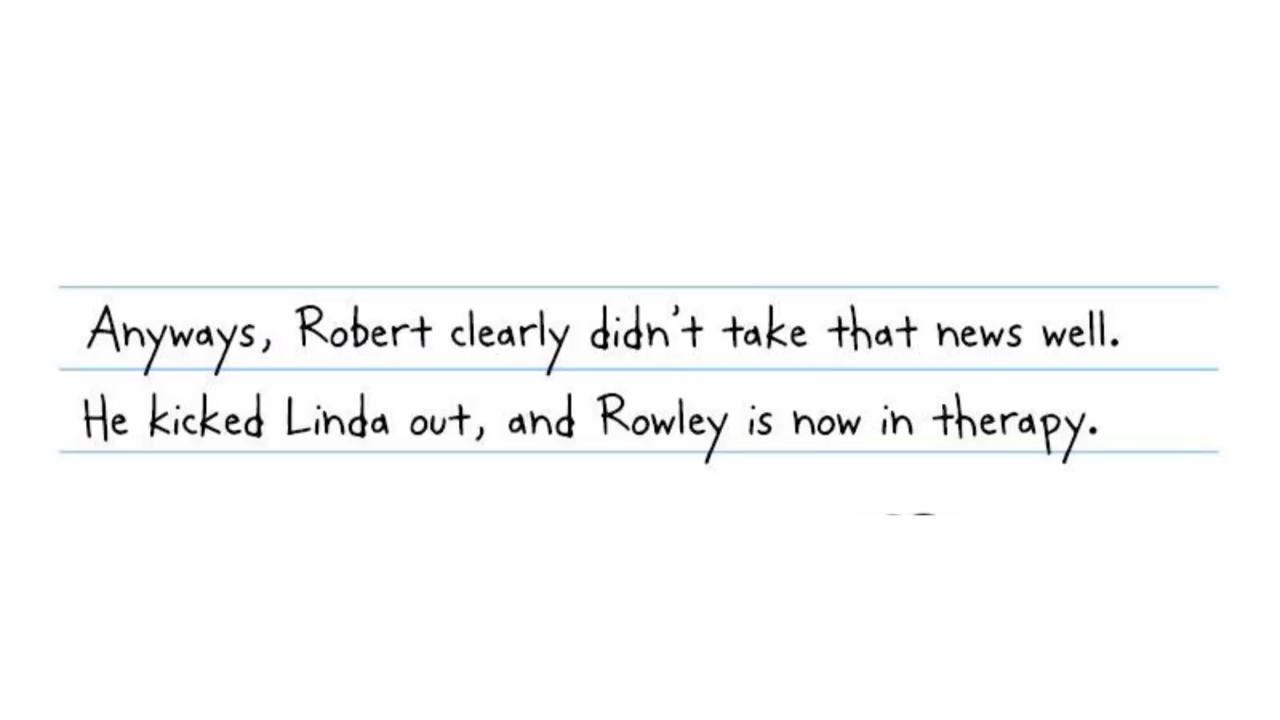 Anyways, Robert clearly didn't take that news well.
He kicked Linda out, and Rowley is now in therapy.